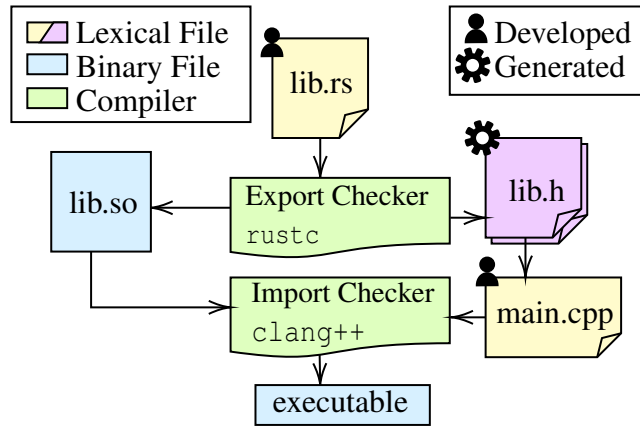 Lexical File
Binary File
Compiler
Developed
Generated
lib.rs
lib.so
Export Checker
rustc
lib.h
Import Checker
clang++
main.cpp
executable